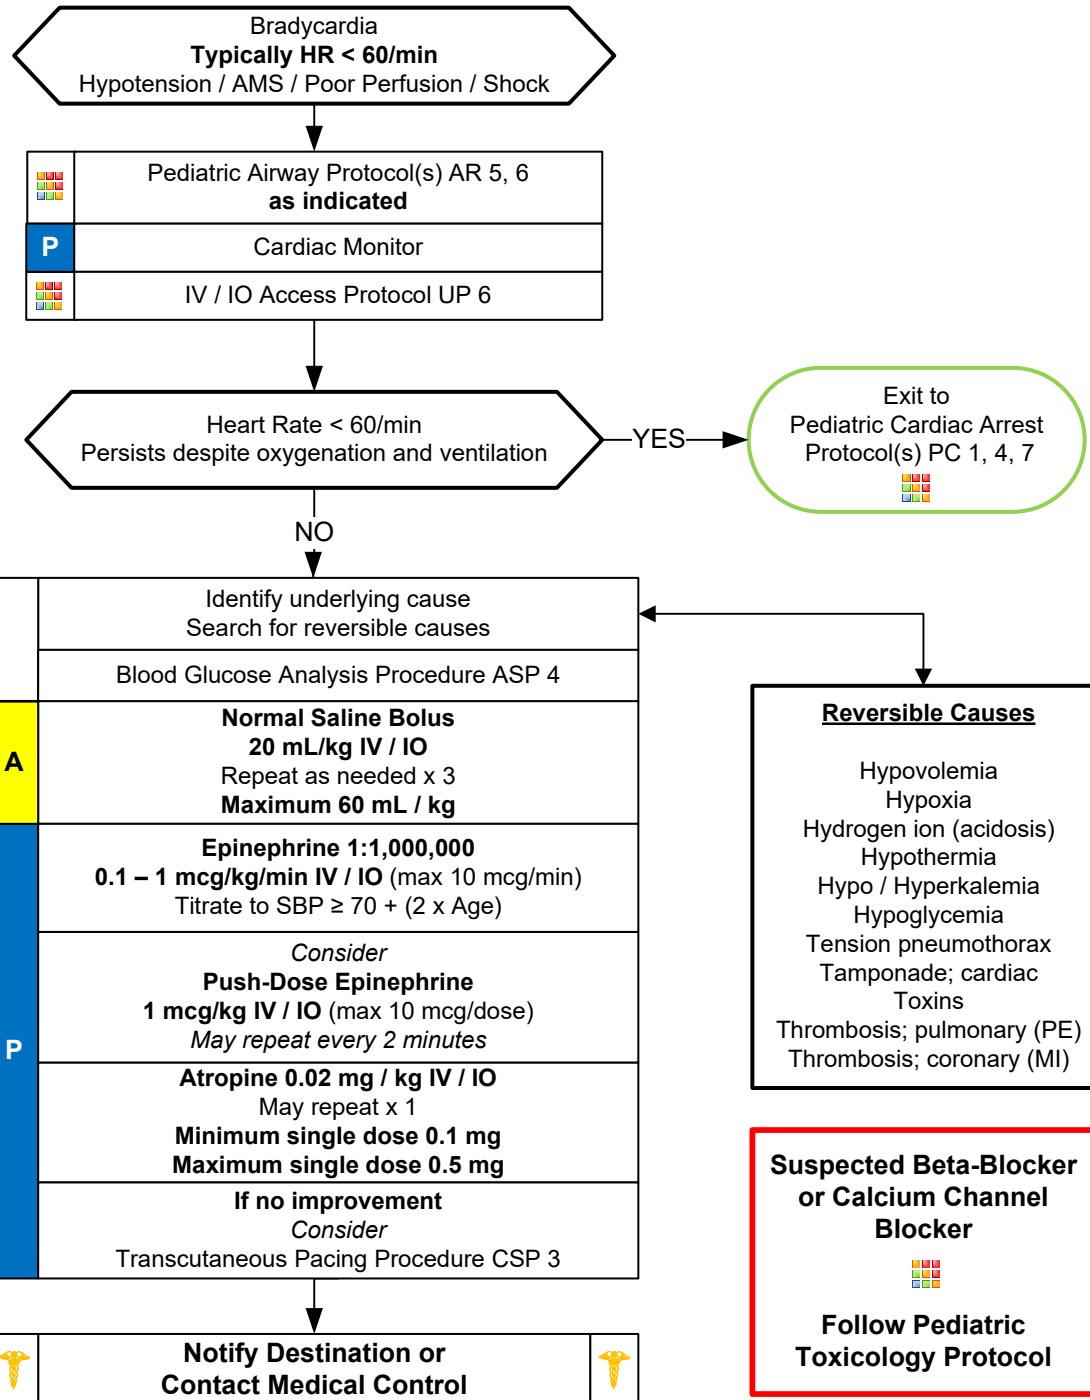 Bradycardia
Typically HR < 60/min
Hypotension / AMS / Poor Perfusion / Shock
Pediatric Airway Protocol(s) AR 5, 6
as indicated
P
Cardiac Monitor
IV / IO Access Protocol UP 6
Heart Rate < 60/min
Persists despite oxygenation and ventilation
YES
Exit to
Pediatric Cardiac Arrest
Protocol(s) PC 1, 4, 7
NO
Identify underlying cause
Search for reversible causes
Blood Glucose Analysis Procedure ASP 4
A
Normal Saline Bolus
20 mL/kg IV / IO
Repeat as needed x 3
Maximum 60 mL / kg
P
Epinephrine 1:1,000,000
0.1 – 1 mcg/kg/min IV / IO (max 10 mcg/min)
Titrate to SBP ≥ 70 + (2 x Age)
Consider
Push-Dose Epinephrine
1 mcg/kg IV / IO (max 10 mcg/dose)
May repeat every 2 minutes
Atropine 0.02 mg / kg IV / IO
May repeat x 1
Minimum single dose 0.1 mg
Maximum single dose 0.5 mg
If no improvement
Consider
Transcutaneous Pacing Procedure CSP 3
Notify Destination or
Contact Medical Control
Reversible Causes
Hypovolemia
Hypoxia
Hydrogen ion (acidosis)
Hypothermia
Hypo / Hyperkalemia
Hypoglycemia
Tension pneumothorax
Tamponade; cardiac
Toxins
Thrombosis; pulmonary (PE)
Thrombosis; coronary (MI)
Suspected Beta-Blocker
or Calcium Channel
Blocker
Follow Pediatric
Toxicology Protocol